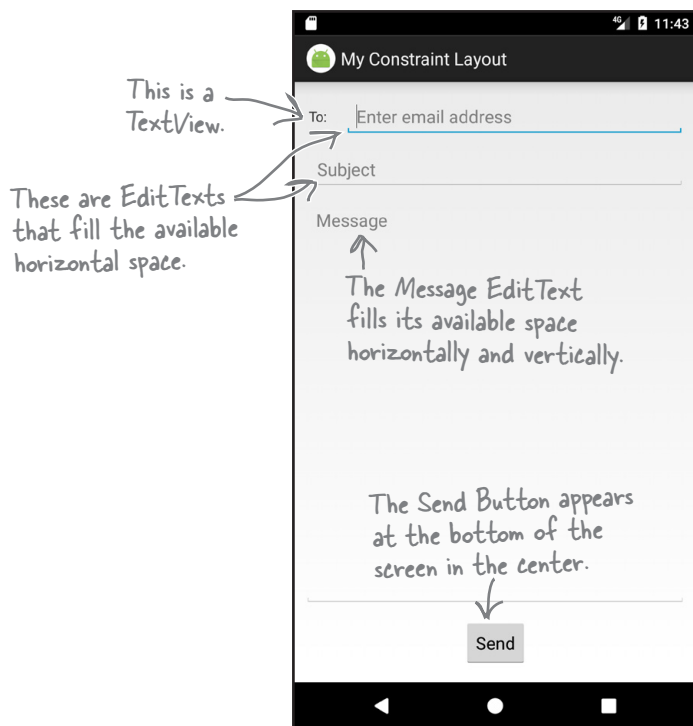 4G 11:43
My Constraint Layout
This is a
TextView.
To: Enter email address
Subject
These are EditTexts
that fill the available
horizontal space.
Message
The Message EditText
fills its available space
horizontally and vertically.
The Send Button appears
at the bottom of the
screen in the center.
Send